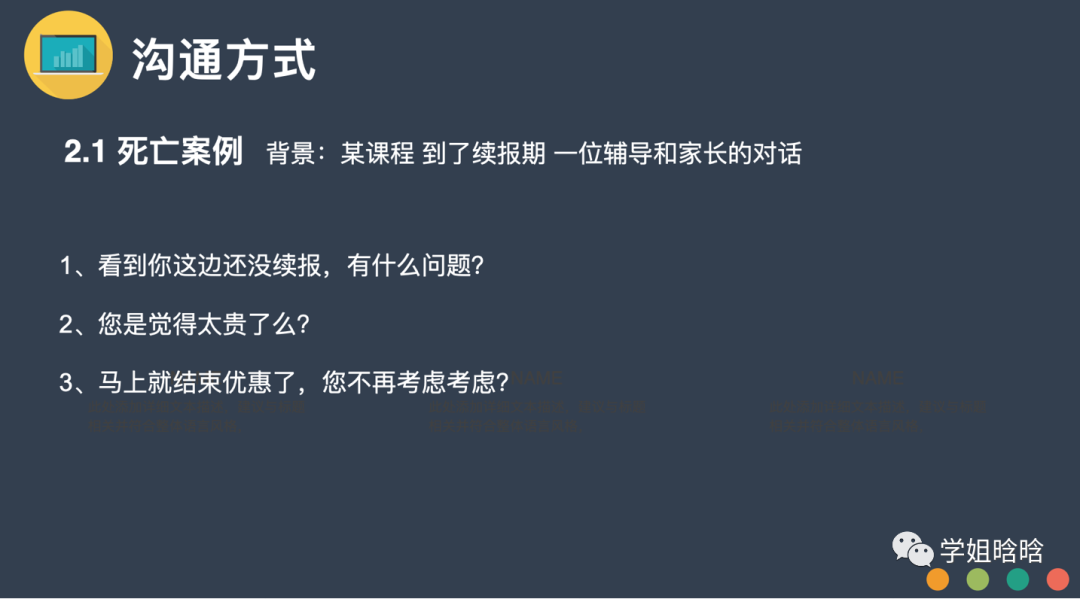 沟通方式
2.1 死亡案例 背景：某课程 到了续报期 一位辅导和家长的对话
1、看到你这边还没续报，有什么问题？
2、您是觉得太贵了么？
3、马上就结束优惠了，您不再考虑考虑？
NAME
NAME
学姐晗晗